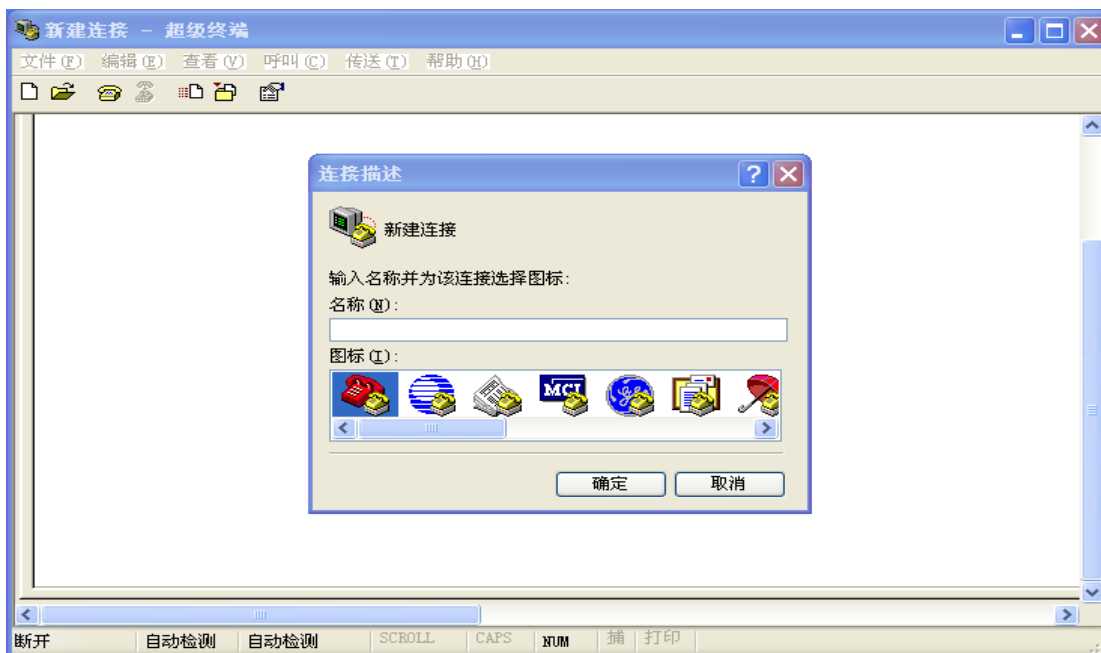 新建连接 - 超级终端
文件(F) 编辑(E) 查看(V) 呼叫(C) 传送(T) 帮助(H)
连接描述
新建连接
输入名称并为该连接选择图标:
名称(N):
图标(I):
MCI
确定 取消
断开 自动检测 自动检测 SCROLL CAPS NUM 捕 打印